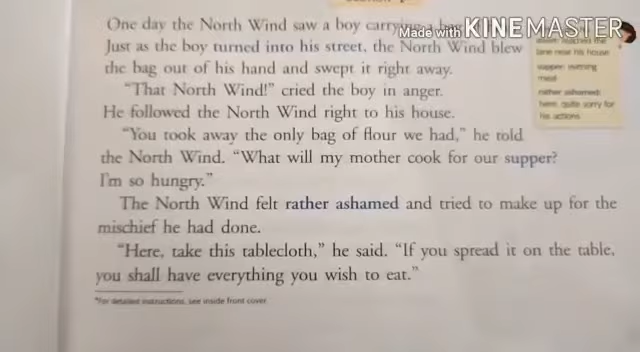 One day the North Wind saw a boy carrying a bag
Made with KINEMASTER
Just as the boy turned into his street, the North Wind blew
the bag out of his hand and swept it right away.
"That North Wind!" cried the boy in anger.
He followed the North Wind right to his house.
"You took away the only bag of flour we had," he told
the North Wind. "What will my mother cook for our supper?
I'm so hungry."
The North Wind felt rather ashamed and tried to make up for the
mischief he had done.
"Here, take this tablecloth," he said. "If you spread it on the table,
you shall have everything you wish to eat."
*For detailed instructions, see inside front cover
reached the
lane near his house
supper: evening
meal
rather ashamed:
here, quite sorry for
his actions